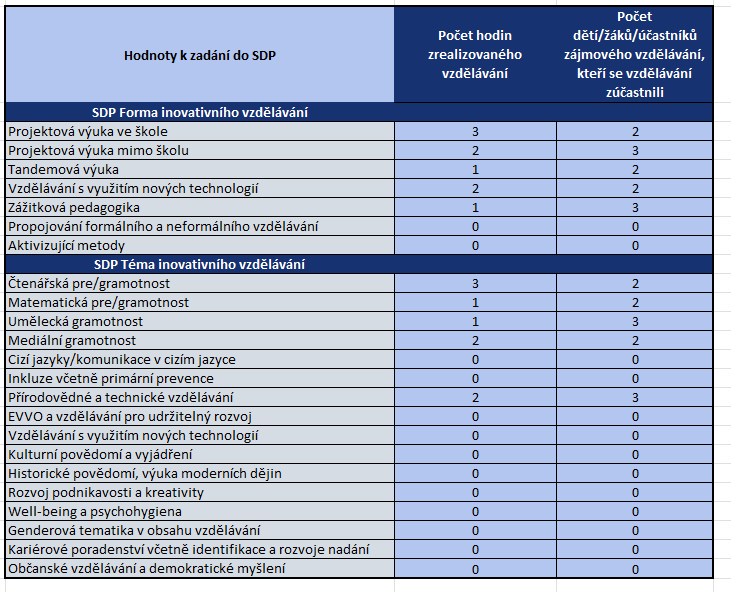 Hodnoty k zadání do SDP
Počet hodin
zrealizovaného
vzdělávání
Počet
dětí/žáků/účastníků
zájmového vzdělávání,
kteří se vzdělávání
zúčastnili
SDP Forma inovativního vzdělávání
Projektová výuka ve škole 3 2
Projektová výuka mimo školu 2 3
Tandemová výuka 1 2
Vzdělávání s využitím nových technologií 2 2
Zážitková pedagogika 1 3
Propojování formálního a neformálního vzdělávání 0 0
Aktivizující metody 0 0
SDP Téma inovativního vzdělávání
Čtenářská pre/gramotnost 3 2
Matematická pre/gramotnost 1 2
Umělecká gramotnost 1 3
Mediální gramotnost 2 2
Cizí jazyky/komunikace v cizím jazyce 0 0
Inkluze včetně primární prevence 0 0
Přírodovědné a technické vzdělávání 2 3
EVVO a vzdělávání pro udržitelný rozvoj 0 0
Vzdělávání s využitím nových technologií 0 0
Kulturní povědomí a vyjádření 0 0
Historické povědomí, výuka moderních dějin 0 0
Rozvoj podnikavosti a kreativity 0 0
Well-being a psychohygiena 0 0
Genderová tematika v obsahu vzdělávání 0 0
Kariérové poradenství včetně identifikace a rozvoje nadání 0 0
Občanské vzdělávání a demokratické myšlení 0 0